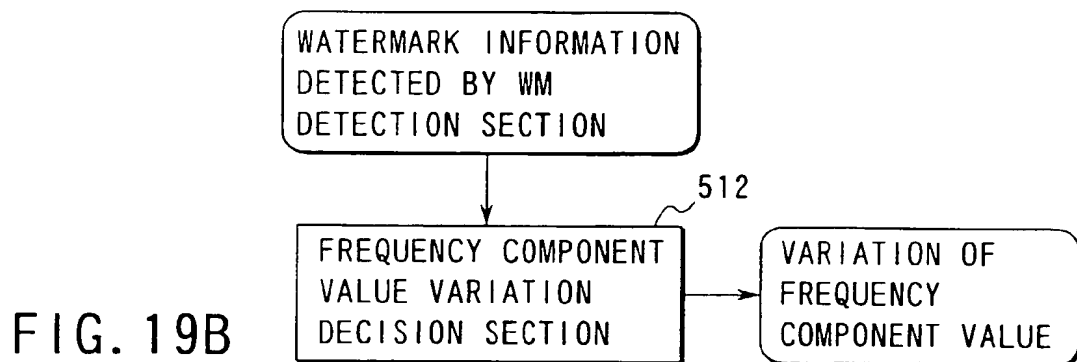 WATERMARK INFORMATION
DETECTED BY WM
DETECTION SECTION
512
FREQUENCY COMPONENT
VALUE VARIATION
DECISION SECTION
VARIATION OF
FREQUENCY
COMPONENT VALUE
FIG. 19B